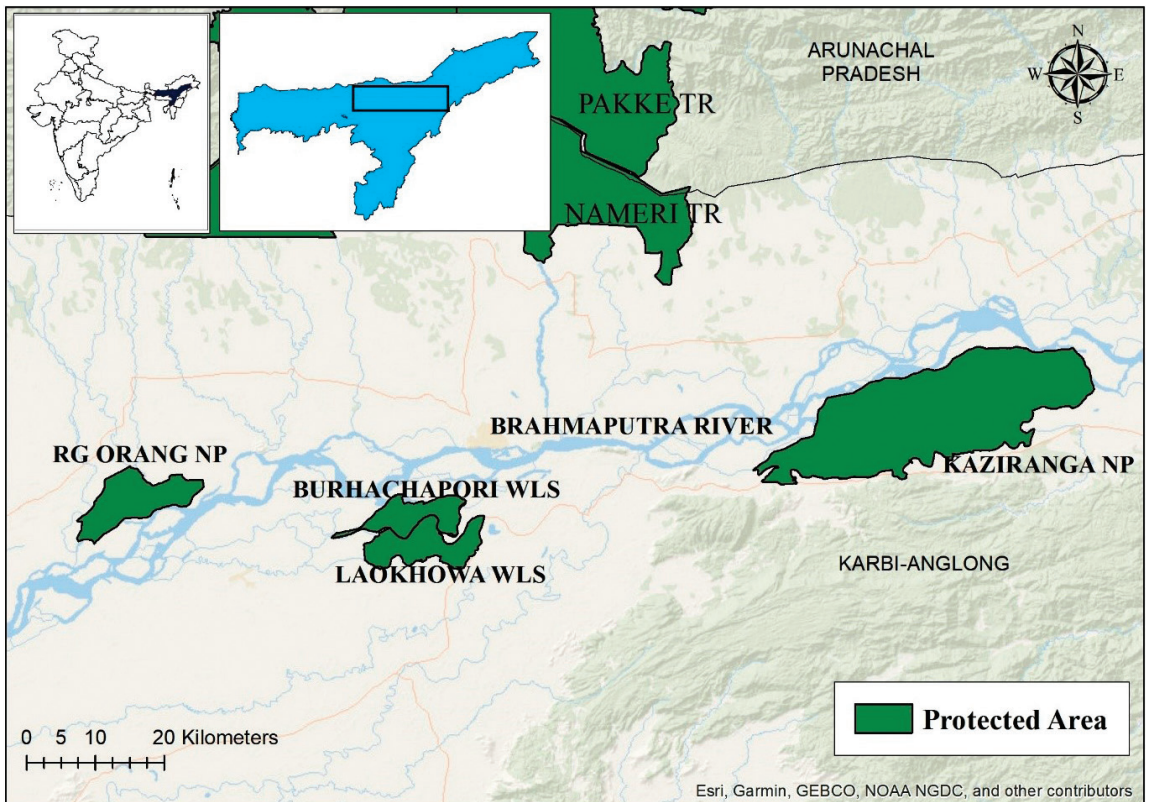 ARUNACHAL
PRADESH
N
W E
S
PAKKE TR
NAMERI TR
BRAHMAPUTRA RIVER
RG ORANG NP
KAZIRANGA NP
BURHACHAPORI WLS
LAOKHOWA WLS
KARBI-ANGLONG
Protected Area
0 5 10 20 Kilometers
Esri, Garmin, GEBCO, NOAA NGDC, and other contributors